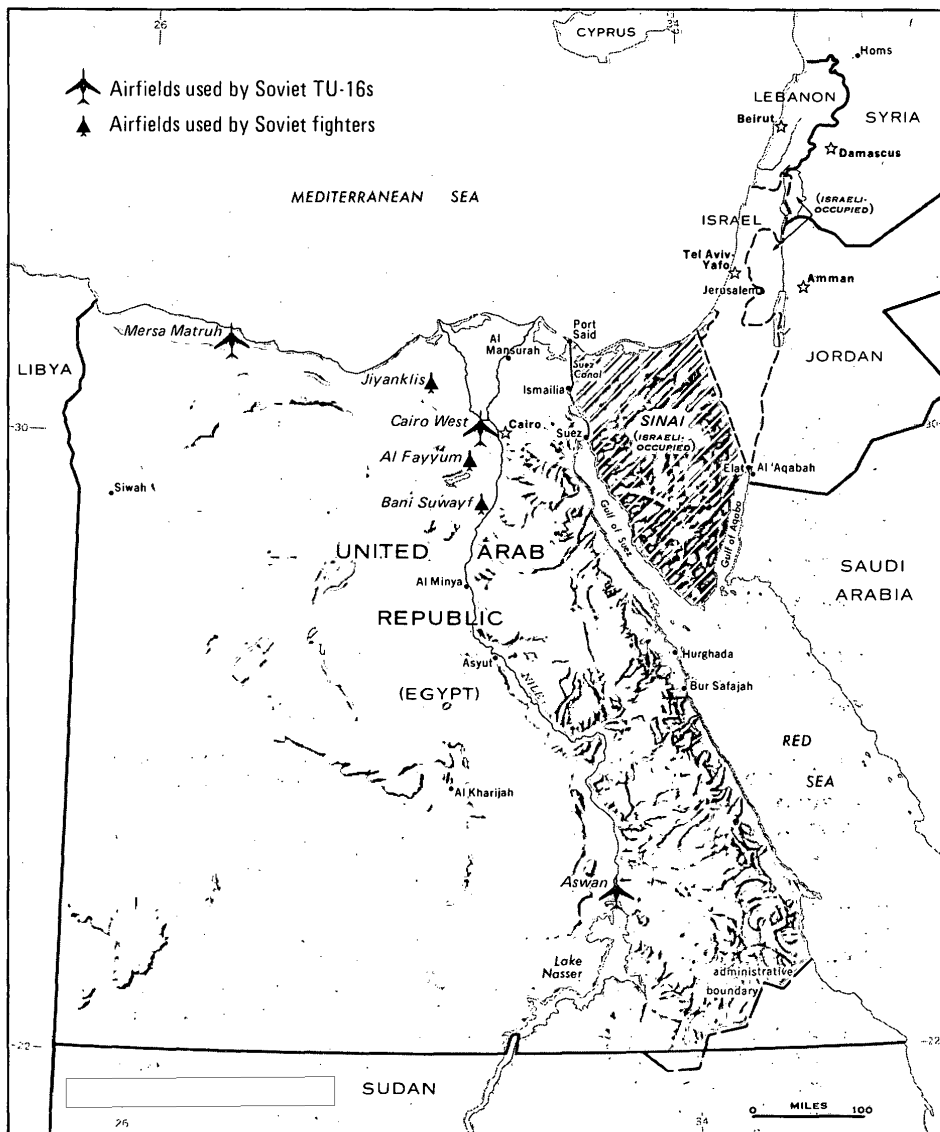 26
34
CYPRUS
Homs
Airfields used by Soviet TU-16s
Airfields used by Soviet fighters
LEBANON
Beirut
SYRIA
Damascus
MEDITERRANEAN SEA
(ISRAELI-
OCCUPIED)
ISRAEL
Tel Aviv-
Yafo
Jerusalem
Amman
Mersa Matruh
Al
Mansurah
Port
Said
Suez
Canal
LIBYA
JORDAN
Jiyanklis
Ismailia
Cairo West
Cairo
Suez
SINAI
(ISRAELI-
OCCUPIED)
30
30
Al Fayyum
Elat
Al 'Aqabah
Siwah
Bani Suwayf
Gulf of Suez
Gulf of Aqaba
UNITED ARAB
REPUBLIC
(EGYPT)
SAUDI
ARABIA
Al Minya
Asyut
NILE
Hurghada
Bur Safajah
RED
SEA
Al Kharijah
Aswan
Lake
Nasser
administrative
boundary
22
22
SUDAN
26
34
0 MILES 100